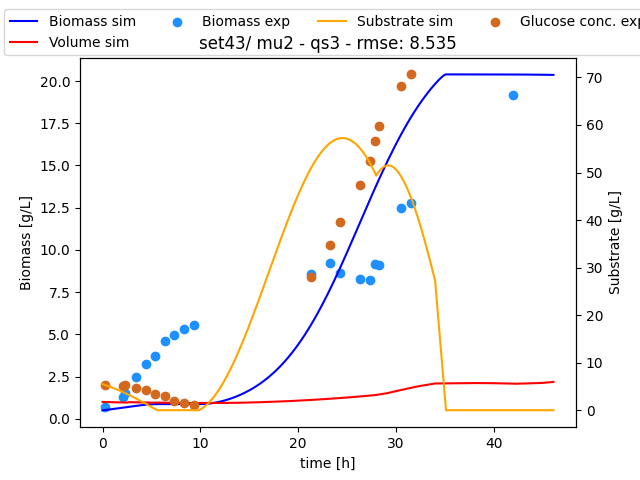 Biomass sim
Biomass exp
Substrate sim
Glucose conc. exp
Volume sim
set43/ mu2 - qs3 - rmse: 8.535
20.0
17.5
15.0
12.5
10.0
7.5
5.0
2.5
0.0
Biomass [g/L]
70
60
50
40
30
20
10
0
Substrate [g/L]
0
10
20
30
40
time [h]